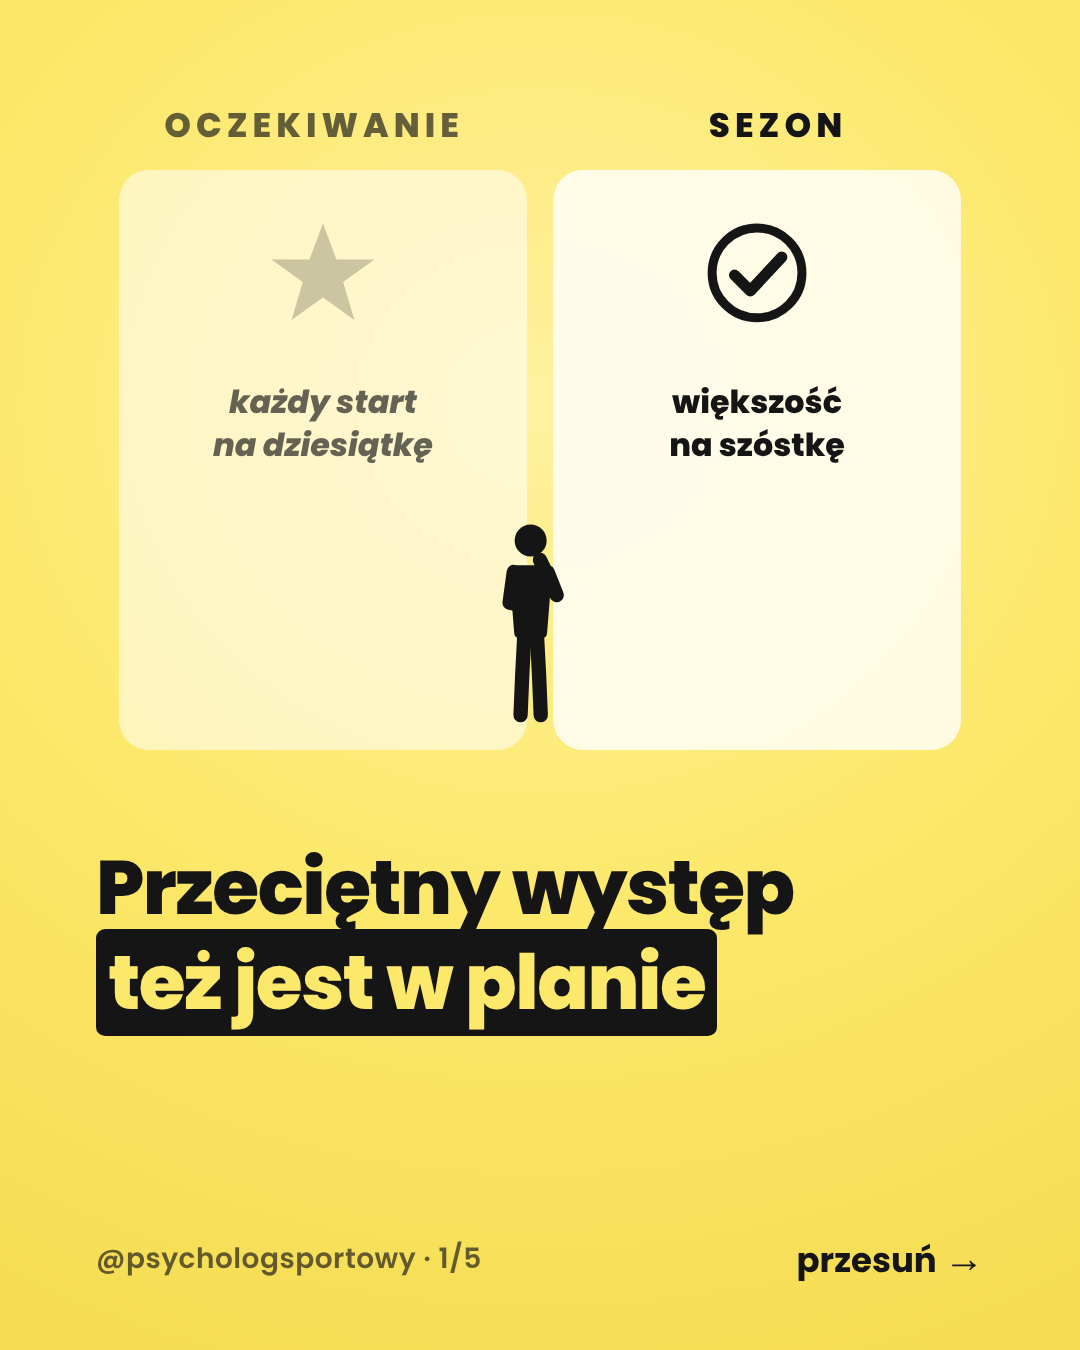 OCZEKIWANIE
SEZON
każdy start
na dziesiątkę
większość
na szóstkę
Przeciętny występ
też jest w planie
@psychologsportowy · 1/5
przesuń →